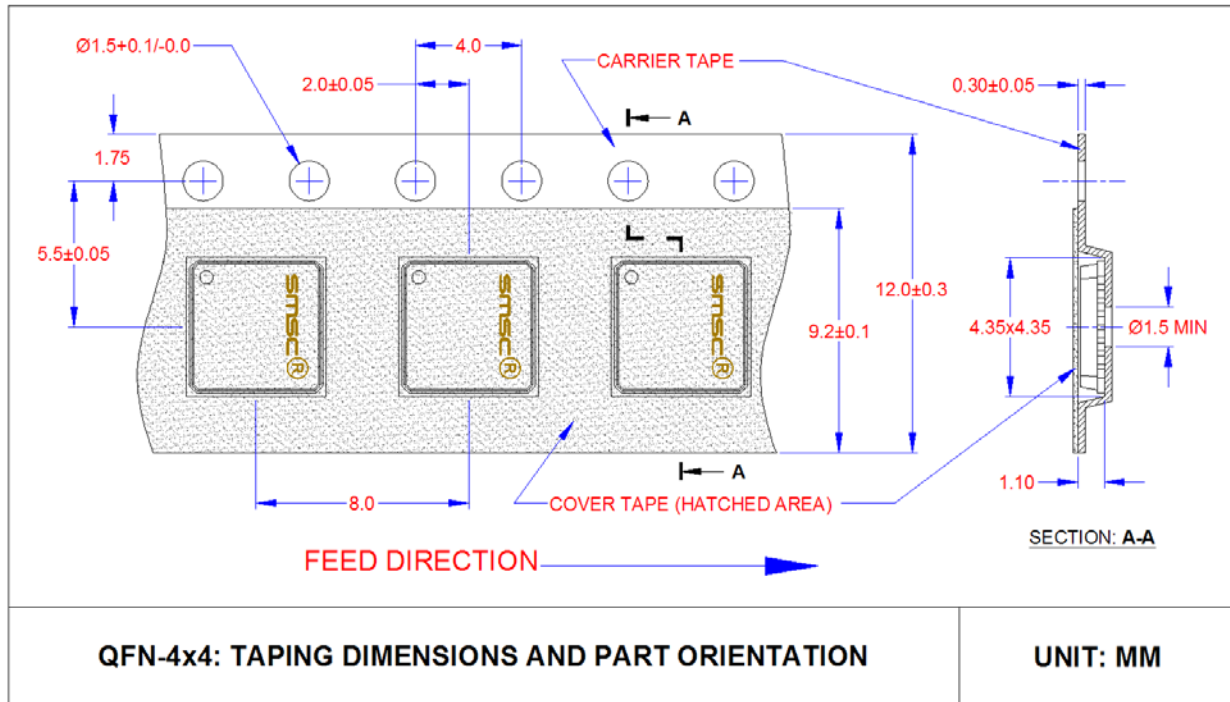 Ø1.5+0.1/-0.0
4.0
CARRIER TAPE
0.30±0.05
2.0±0.05
A
1.75
5.5±0.05
smsc®
smsc®
smsc®
12.0±0.3
9.2±0.1
4.35x4.35
Ø1.5 MIN
A
8.0
COVER TAPE (HATCHED AREA)
1.10
SECTION: A-A
FEED DIRECTION
QFN-4x4: TAPING DIMENSIONS AND PART ORIENTATION
UNIT: MM